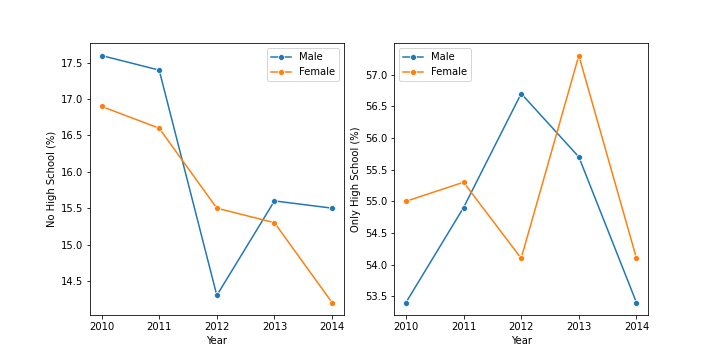 No High School (%)
17.5
17.0
16.5
16.0
15.5
15.0
14.5
2010 2011 2012 2013 2014
Year
Male
Female
Only High School (%)
57.0
56.5
56.0
55.5
55.0
54.5
54.0
53.5
2010 2011 2012 2013 2014
Year
Male
Female